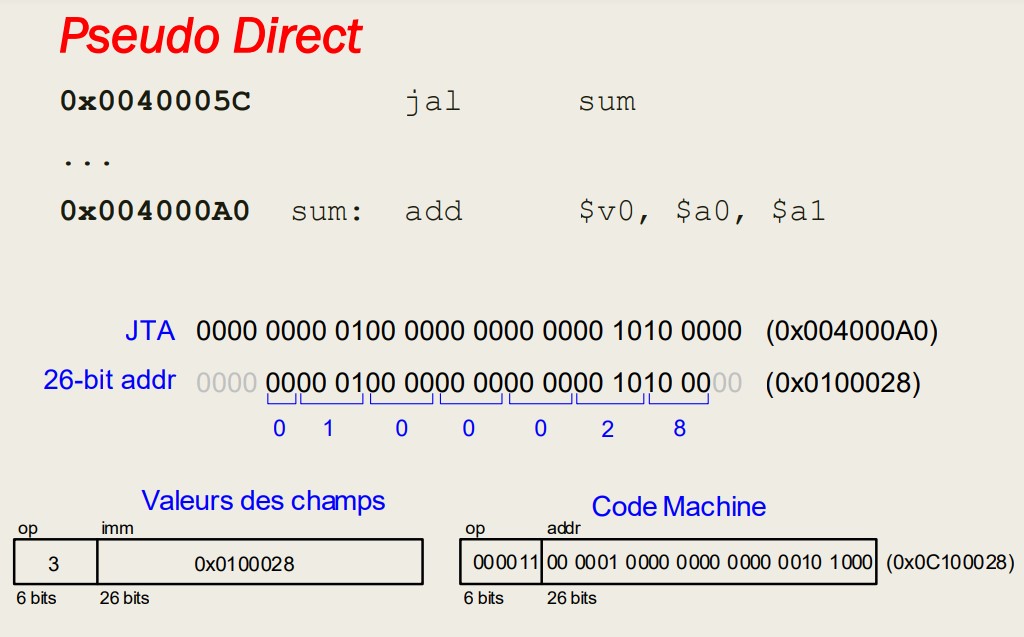 Pseudo Direct
0x0040005C jal sum
...
0x004000A0 sum: add $v0, $a0, $a1
JTA 0000 0000 0100 0000 0000 0000 1010 0000 (0x004000A0)
26-bit addr 0000 0000 0100 0000 0000 0000 1010 0000 (0x0100028)
0 1 0 0 0 2 8
Valeurs des champs
op imm
3 0x0100028
6 bits 26 bits
Code Machine
op addr
000011 00 0001 0000 0000 0000 0010 1000 (0x0C100028)
6 bits 26 bits